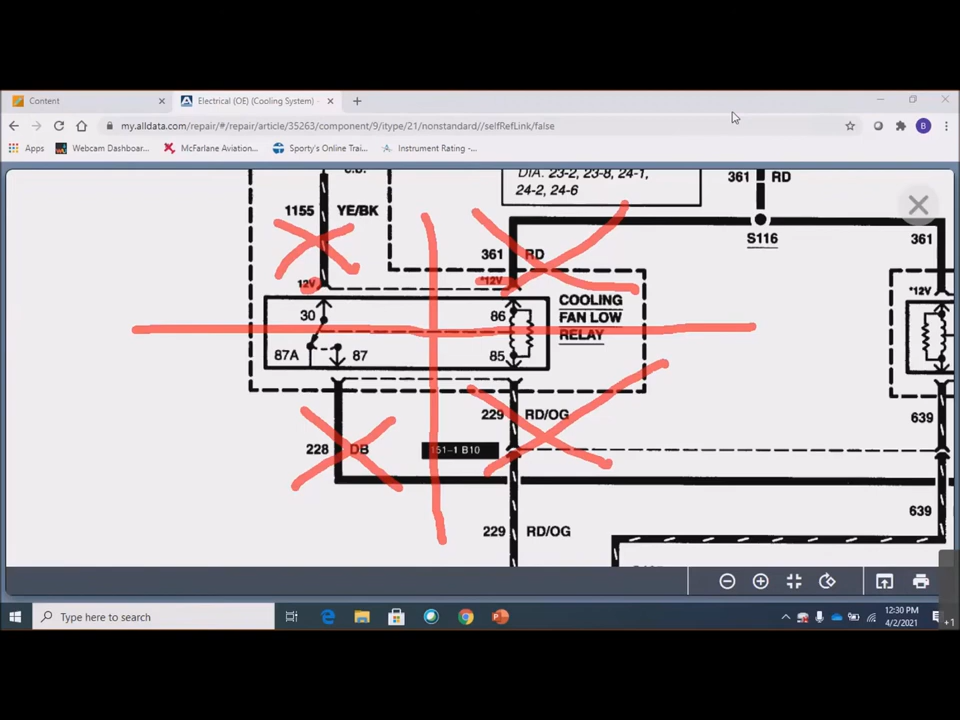 Content
Electrical (OE) (Cooling System) -
my.alldata.com/repair/#/repair/article/35263/component/9/itype/21/nonstandard//selfRefLink/false
B
Apps Webcam Dashboar... McFarlane Aviation... Sporty's Online Trai... Instrument Rating -...
DIA. 23-2, 23-8, 24-1,
24-2, 24-6
361 RD
1155 YE/BK
S116
361
361 RD
12V
*12V
*12V
COOLING
FAN LOW
RELAY
30
86
87A
87
85
229 RD/OG
639
228 DB
151-1 B10
639
229 RD/OG
Type here to search
12:30 PM
4/2/2021
+1